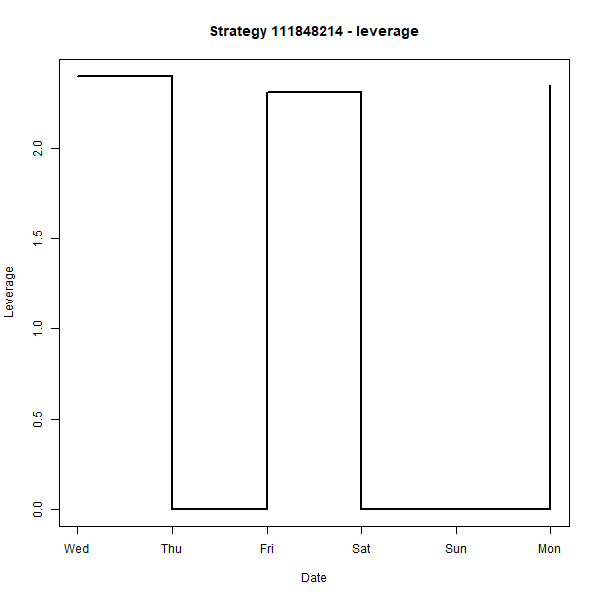 Strategy 111848214 - leverage
Leverage
2.0
1.5
1.0
0.5
0.0
Wed Thu Fri Sat Sun Mon
Date